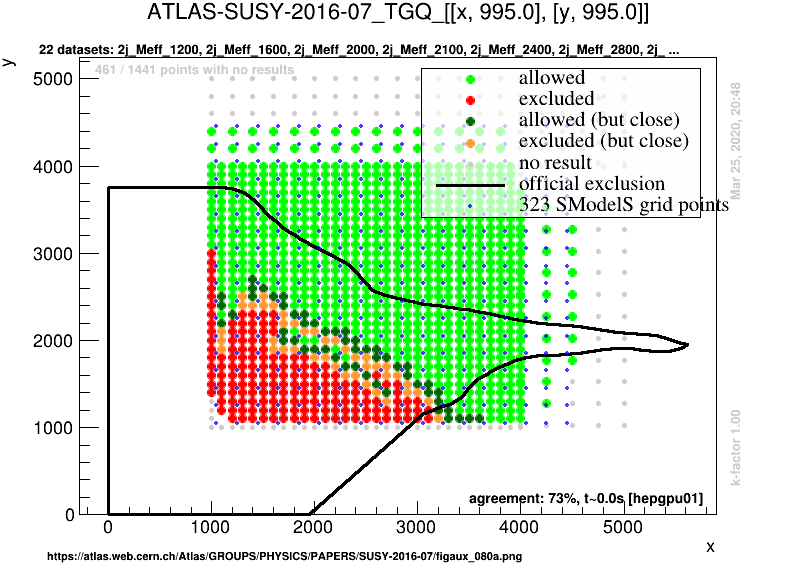 ATLAS-SUSY-2016-07_TGQ_[[x, 995.0], [y, 995.0]]
22 datasets: 2j_Meff_1200, 2j_Meff_1600, 2j_Meff_2000, 2j_Meff_2100, 2j_Meff_2400, 2j_Meff_2800, 2j_ ...
y
461 / 1441 points with no results
5000
4000
3000
2000
1000
0
allowed
excluded
allowed (but close)
excluded (but close)
no result
official exclusion
323 SModelS grid points
Mar 25, 2020, 20:48
k-factor 1.00
agreement: 73%, t~0.0s [hepgpu01]
0 1000 2000 3000 4000 5000
x
https://atlas.web.cern.ch/Atlas/GROUPS/PHYSICS/PAPERS/SUSY-2016-07/figaux_080a.png